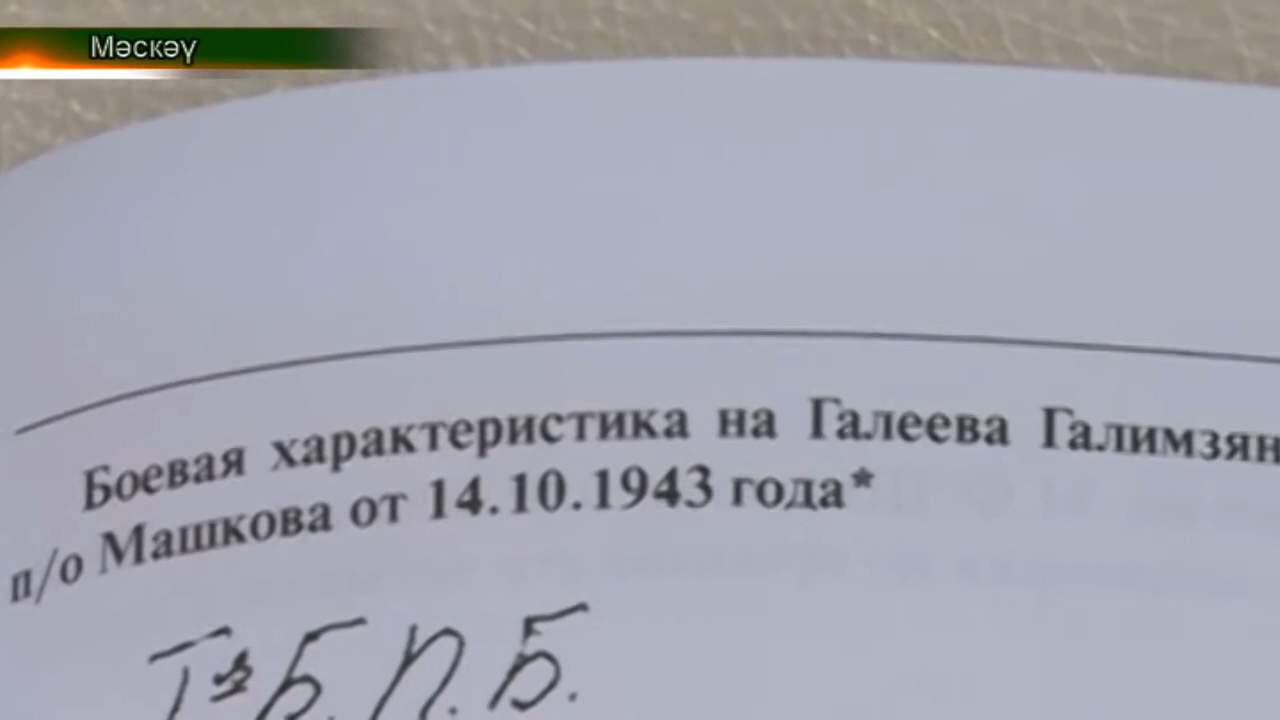 Мәскәү
Боевая характеристика на Галеева Галимзян
п/о Машкова от 14.10.1943 года*
Б.П.Б.